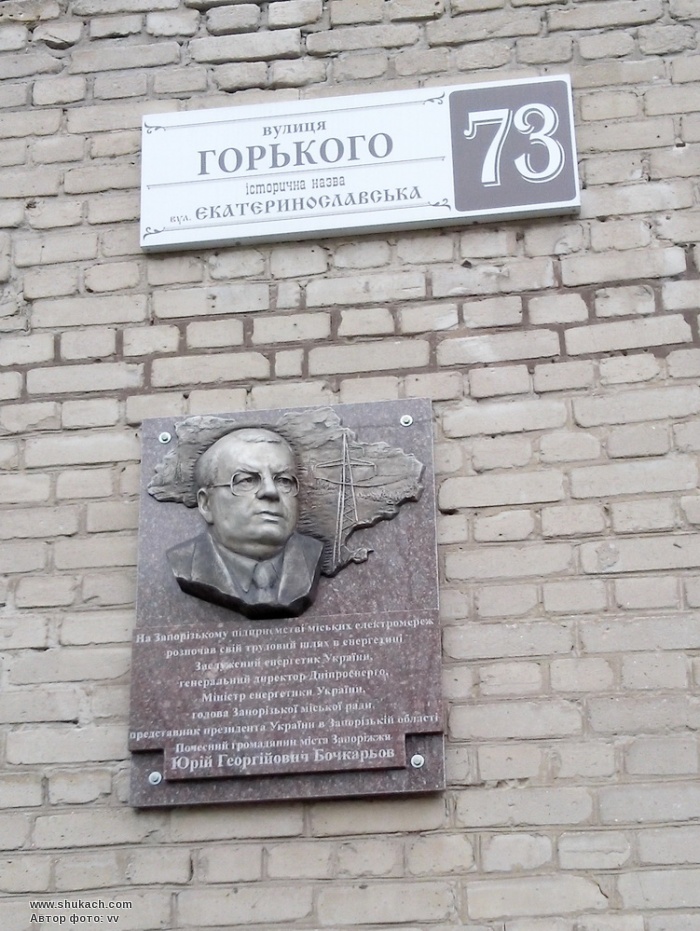 вулиця
ГОРЬКОГО
історична назва
вул. ЄКАТЕРИНОСЛАВСЬКА
73
На Запорізькому підприємстві міських електромереж
розпочав свій трудовий шлях в енергетиці
Заслужений енергетик України,
генеральний директор Дніпроенерго,
Міністр енергетики України,
голова Запорізької міської ради,
представник президента України в Запорізькій області
Почесний громадянин міста Запоріжжя
Юрій Георгійович Бочкарьов
www.shukach.com
Автор фото: vv